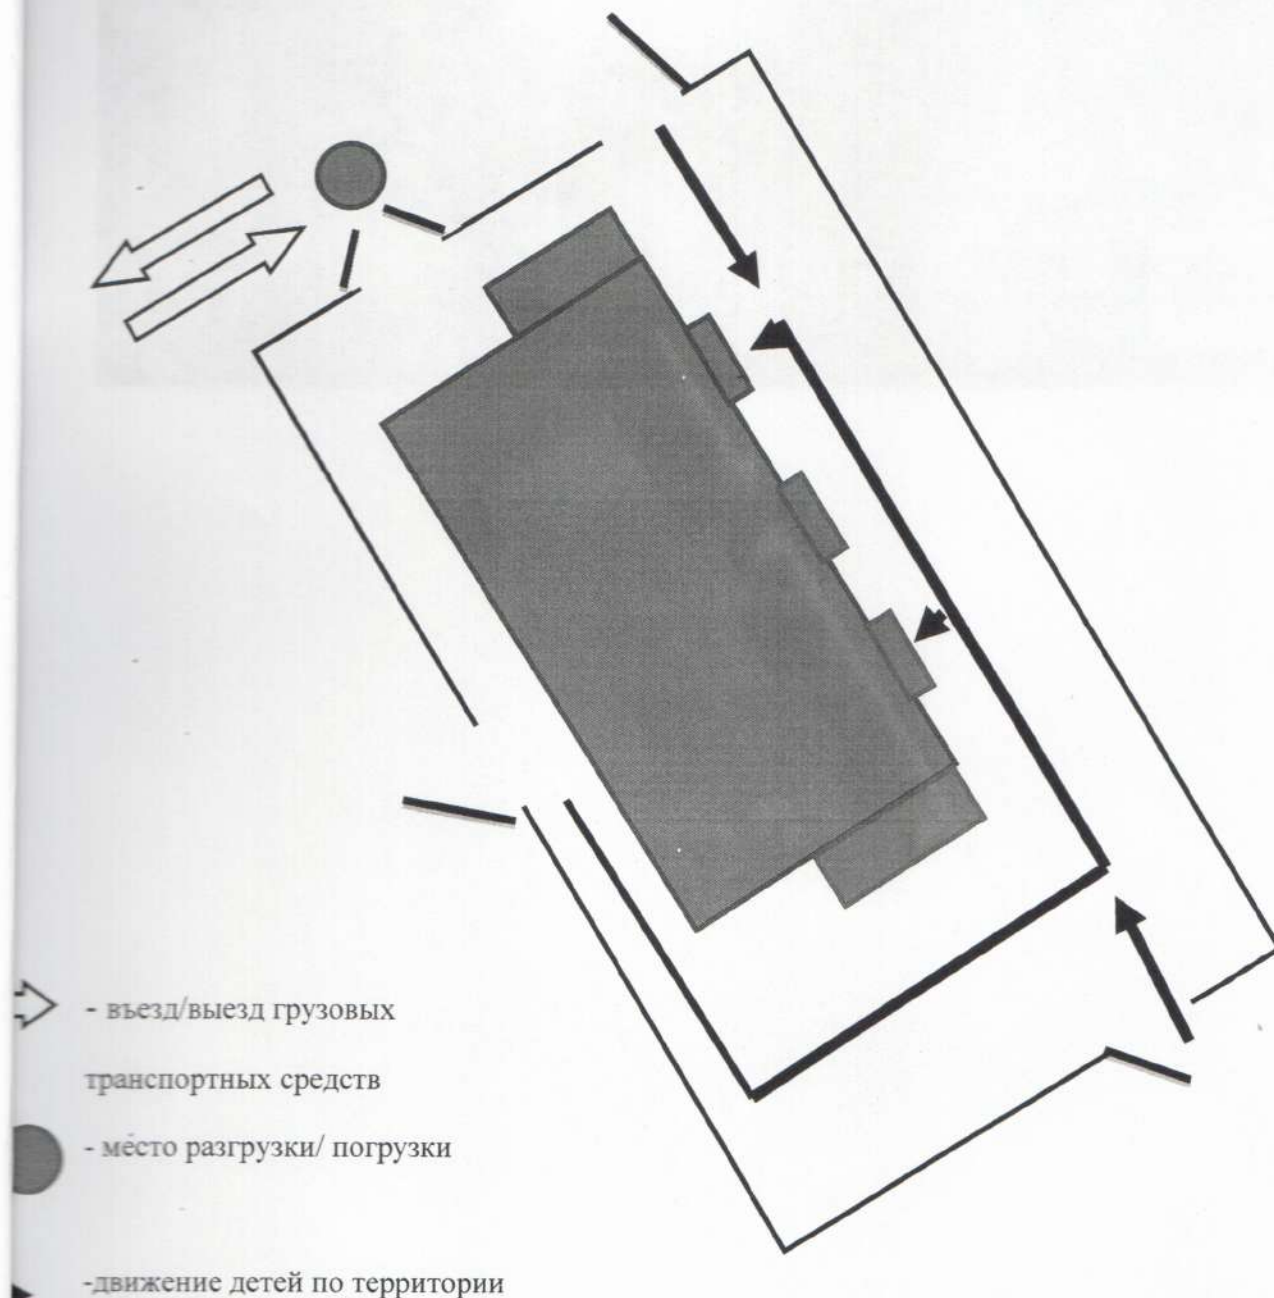 - въезд/выезд грузовых
транспортных средств
- место разгрузки/ погрузки
-движение детей по территории